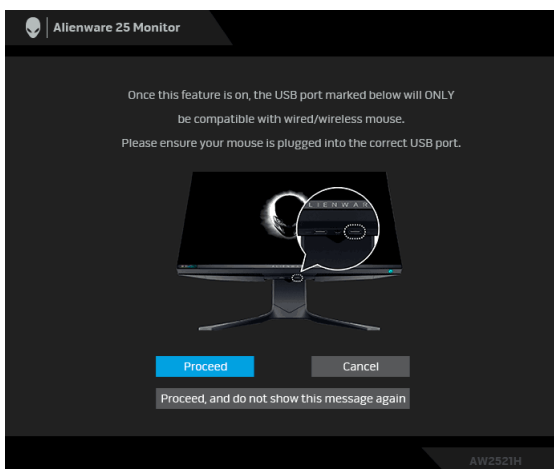 Alienware 25 Monitor
Once this feature is on, the USB port marked below will ONLY
be compatible with wired/wireless mouse.
Please ensure your mouse is plugged into the correct USB port.
ALIENWAR
Proceed
Cancel
Proceed, and do not show this message again
AW2521H